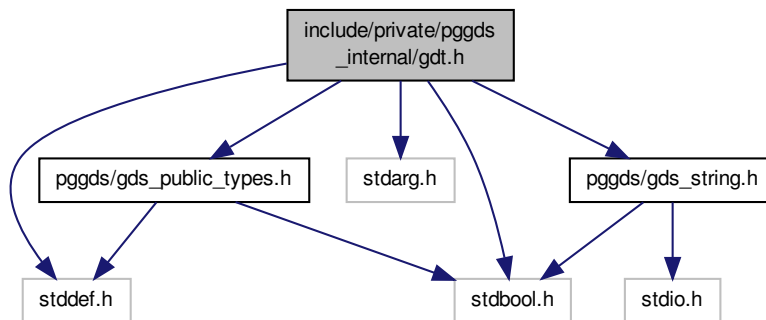 include/private/pggds
_internal/gdt.h
pggds/gds_public_types.h
stdarg.h
pggds/gds_string.h
stddef.h
stdbool.h
stdio.h